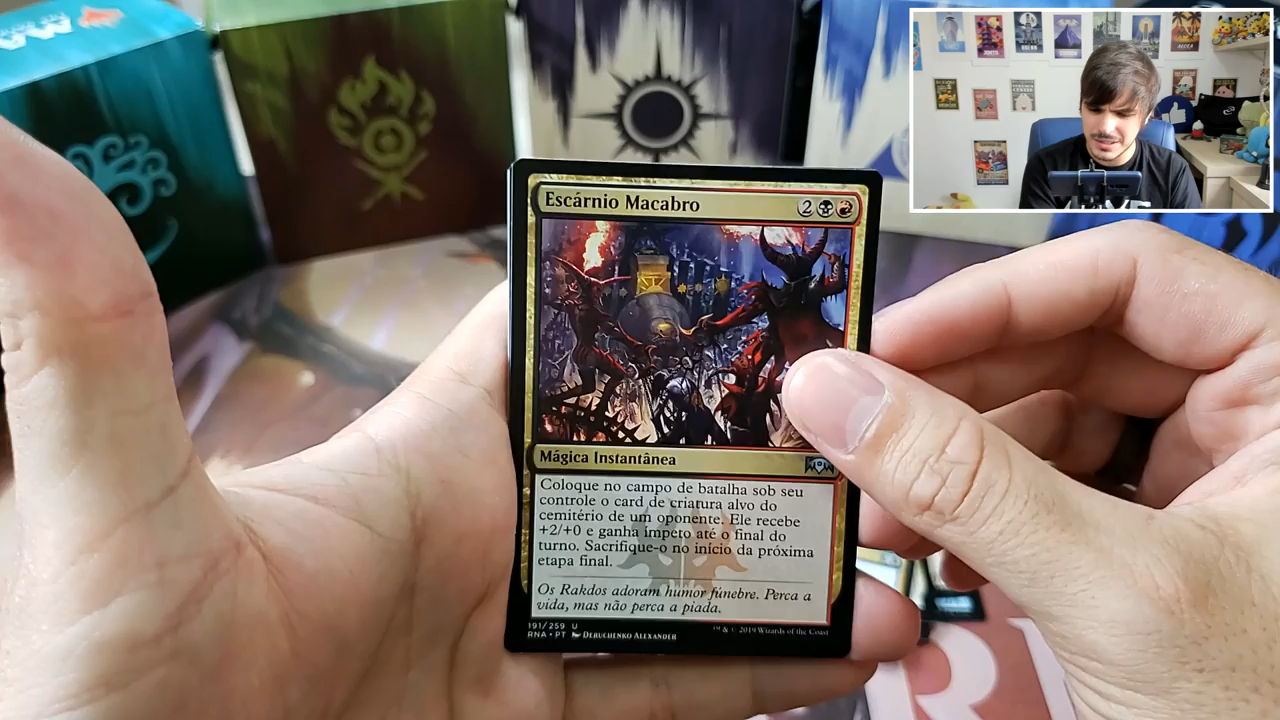 Escárnio Macabro 2
Mágica Instantânea
Coloque no campo de batalha sob seu
controle o card de criatura alvo do
cemitério de um oponente. Ele recebe
+2/+0 e ganha ímpeto até o final do
turno. Sacrifique-o no início da próxima
etapa final.
Os Rakdos adoram humor fúnebre. Perca a
vida, mas não perca a piada.
191/259 U
RNA • PT Deruchenko Alexander
™ & © 2019 Wizards of the Coast
R